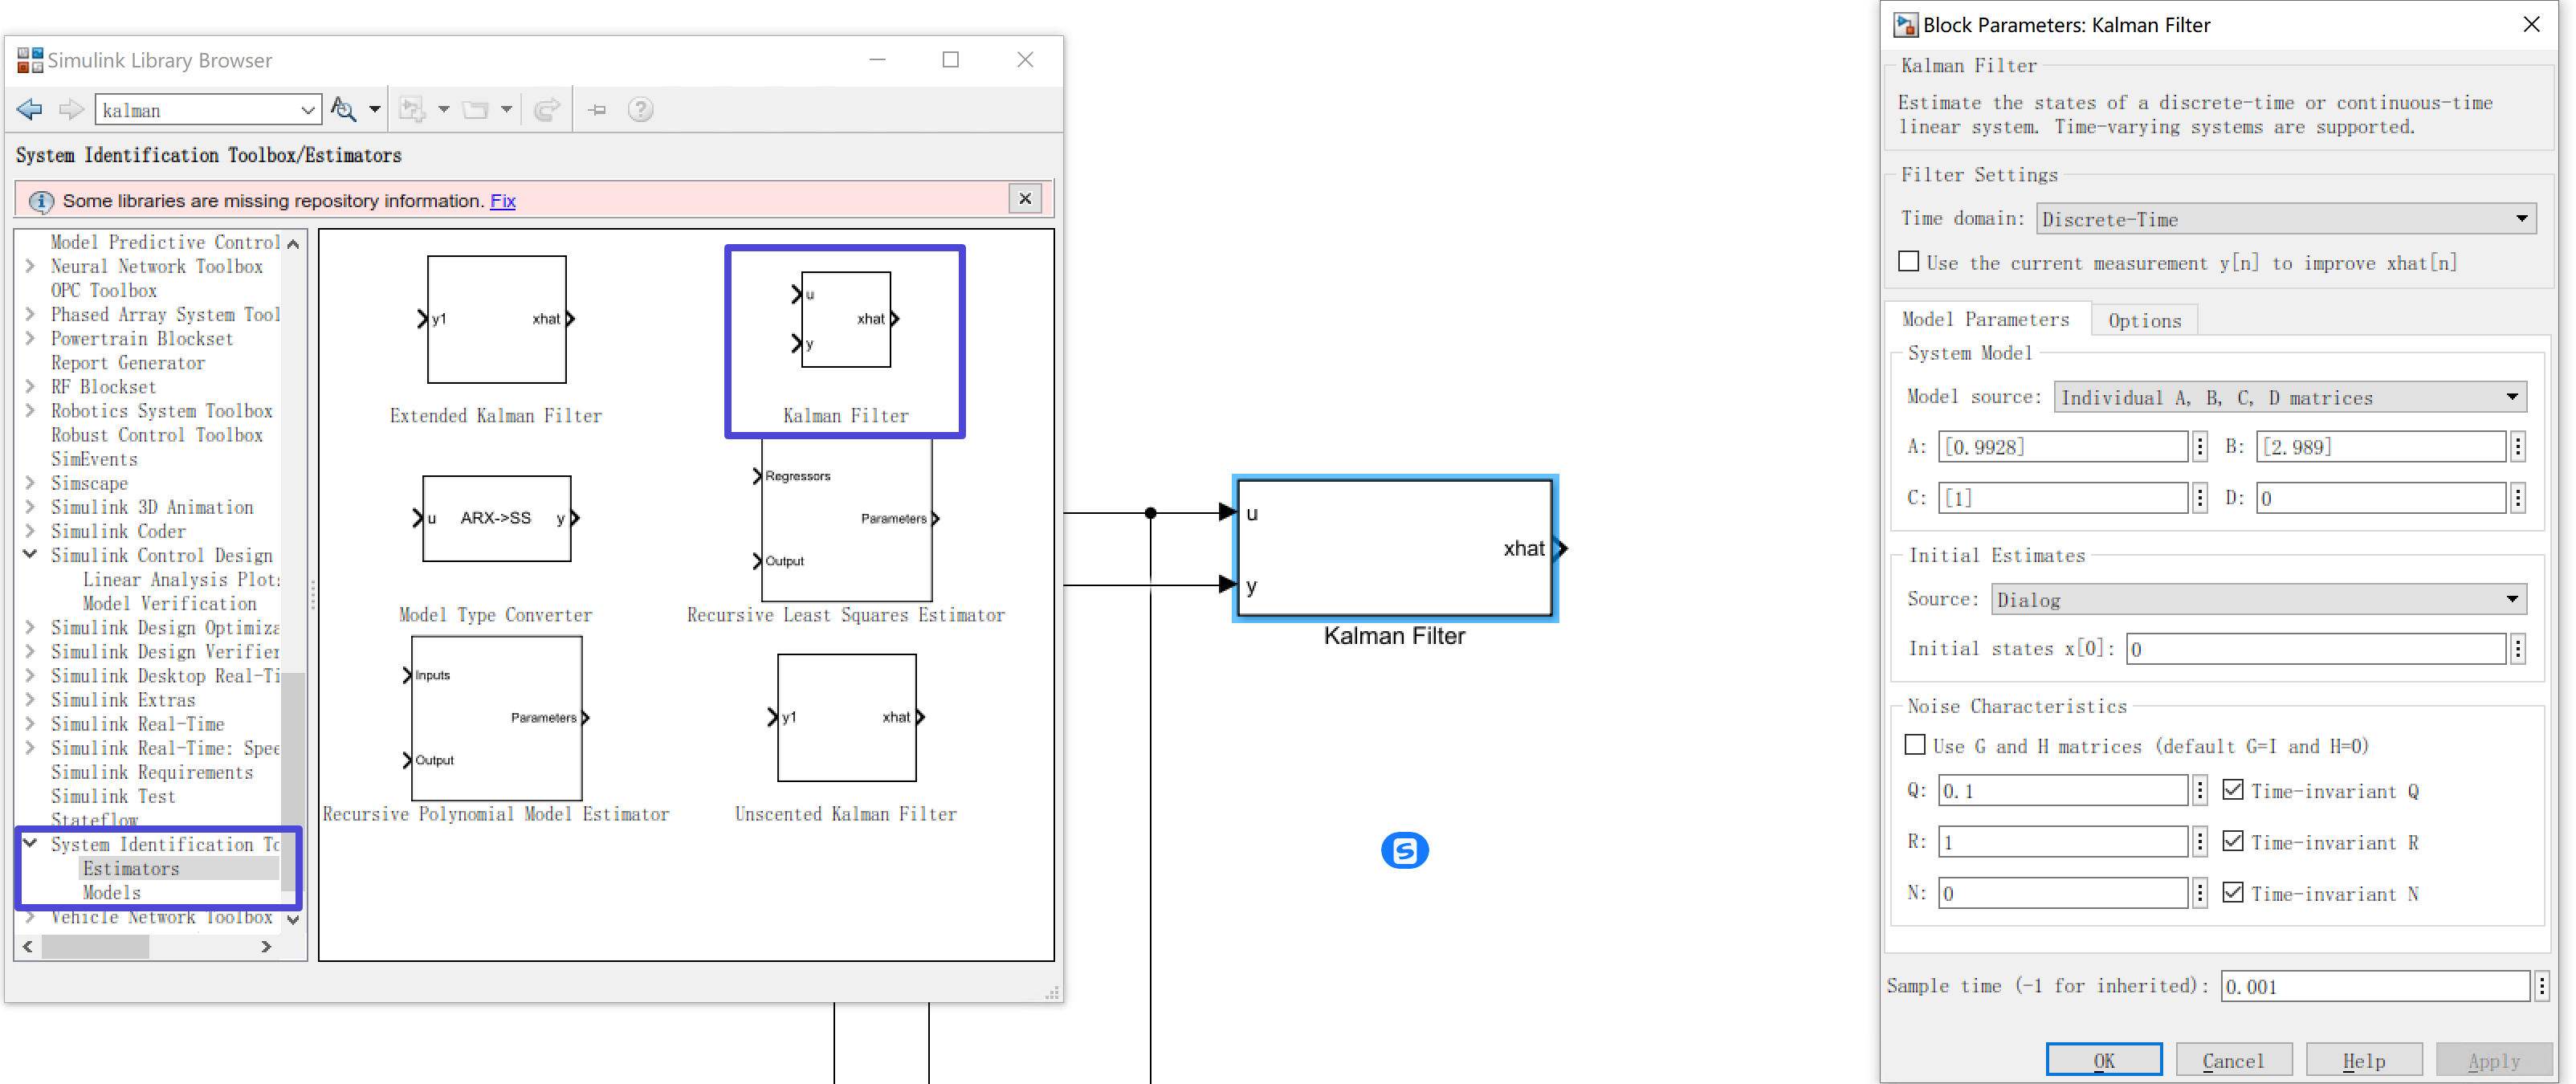 Simulink Library Browser
kalman
System Identification Toolbox/Estimators
Some libraries are missing repository information. Fix
Model Predictive Control
Neural Network Toolbox
OPC Toolbox
Phased Array System Tool
Powertrain Blockset
Report Generator
RF Blockset
Robotics System Toolbox
Robust Control Toolbox
SimEvents
Simscape
Simulink 3D Animation
Simulink Coder
Simulink Control Design
Linear Analysis Plot
Model Verification
Simulink Design Optimiza
Simulink Design Verifier
Simulink Desktop Real-Ti
Simulink Extras
Simulink Real-Time
Simulink Real-Time: Spee
Simulink Requirements
Simulink Test
Stateflow
System Identification To
Estimators
Models
Vehicle Network Toolbox
y1 xhat
Extended Kalman Filter
u
xhat
y
Kalman Filter
u ARX->SS y
Model Type Converter
Regressors
Parameters
Output
Recursive Least Squares Estimator
Inputs
Parameters
Output
Recursive Polynomial Model Estimator
y1 xhat
Unscented Kalman Filter
u
xhat
y
Kalman Filter
S
Block Parameters: Kalman Filter
Kalman Filter
Estimate the states of a discrete-time or continuous-time
linear system. Time-varying systems are supported.
Filter Settings
Time domain: Discrete-Time
Use the current measurement y[n] to improve xhat[n]
Model Parameters Options
System Model
Model source: Individual A, B, C, D matrices
A: [0.9928] B: [2.989]
C: [1] D: 0
Initial Estimates
Source: Dialog
Initial states x[0]: 0
Noise Characteristics
Use G and H matrices (default G=I and H=0)
Q: 0.1 Time-invariant Q
R: 1 Time-invariant R
N: 0 Time-invariant N
Sample time (-1 for inherited): 0.001
OK Cancel Help Apply